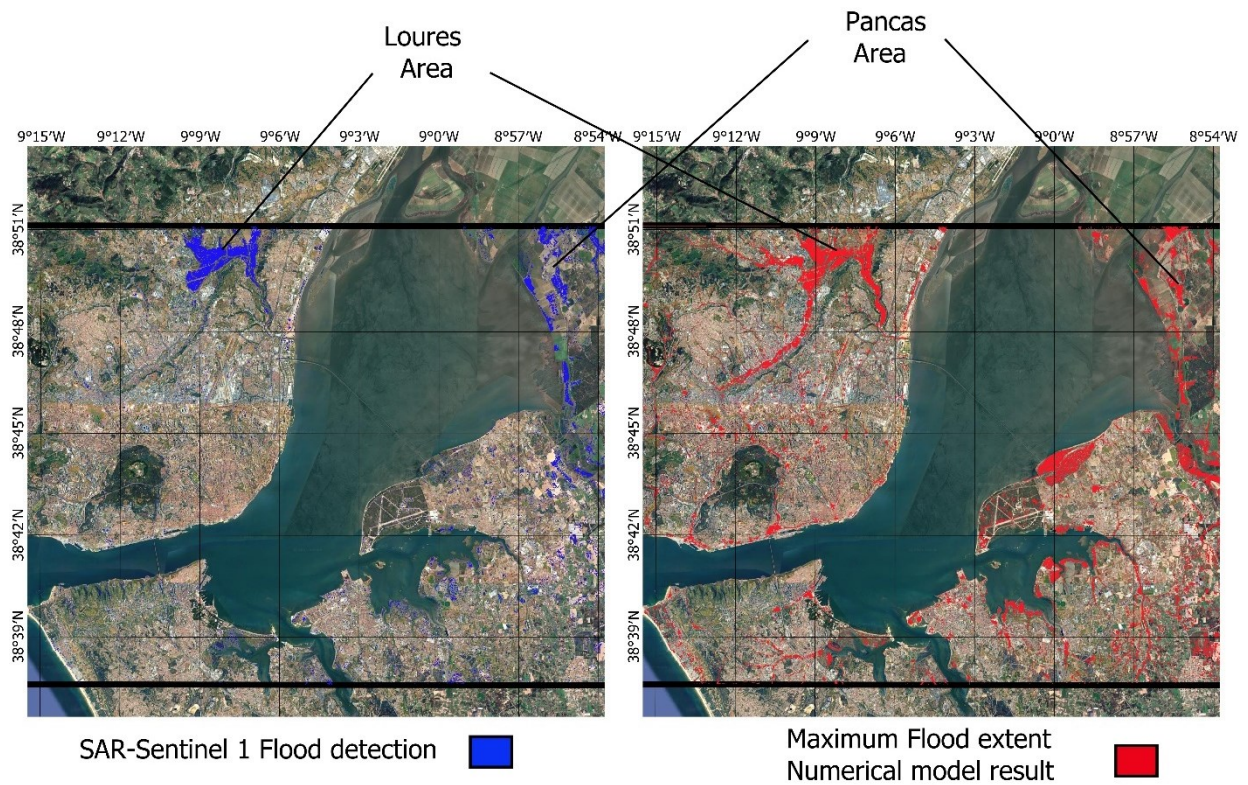 Loures
Area
Pancas
Area
9°15'W 9°12'W 9°9'W 9°6'W 9°3'W 9°0'W 8°57'W 8°54'W
9°15'W 9°12'W 9°9'W 9°6'W 9°3'W 9°0'W 8°57'W 8°54'W
38°51'N
38°48'N
38°45'N
38°42'N
38°39'N
38°51'N
38°48'N
38°45'N
38°42'N
38°39'N
SAR-Sentinel 1 Flood detection
Maximum Flood extent
Numerical model result